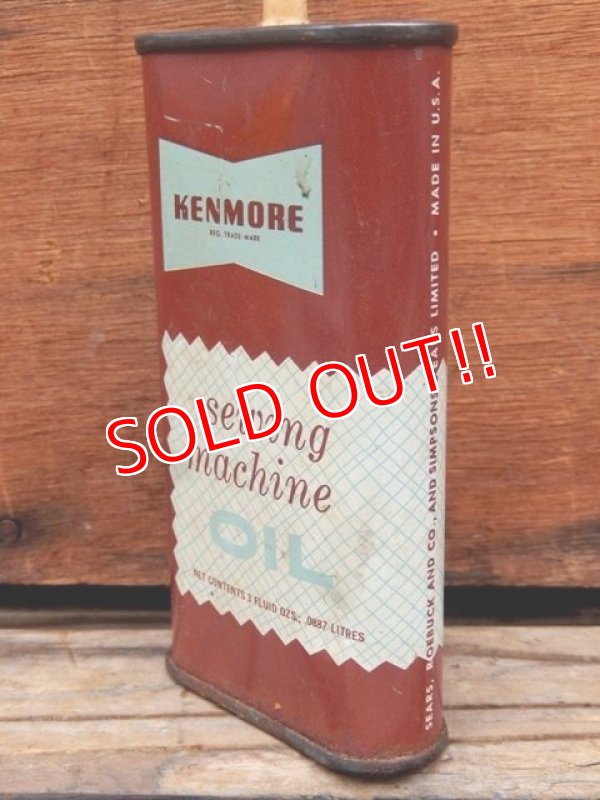 KENMORE
REG. TRADE-MARK
SOLD OUT!!
sewing
machine
OIL
NET CONTENTS 3 FLUID OZS.; .0887 LITRES
SEARS, ROEBUCK AND CO., AND SIMPSONS-SEARS LIMITED • MADE IN U.S.A.